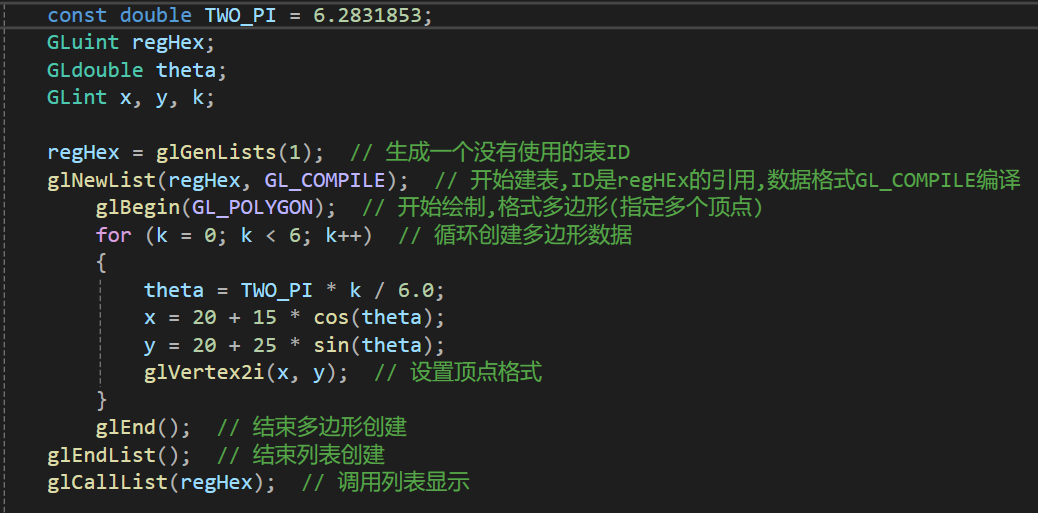 const double TWO_PI = 6.2831853;
GLuint regHex;
GLdouble theta;
GLint x, y, k;
regHex = glGenLists(1);  // 生成一个没有使用的表ID
glNewList(regHex, GL_COMPILE);  // 开始建表,ID是regHEx的引用,数据格式GL_COMPILE编译
    glBegin(GL_POLYGON);  // 开始绘制,格式多边形(指定多个顶点)
    for (k = 0; k < 6; k++)  // 循环创建多边形数据
    {
        theta = TWO_PI * k / 6.0;
        x = 20 + 15 * cos(theta);
        y = 20 + 25 * sin(theta);
        glVertex2i(x, y);  // 设置顶点格式
    }
    glEnd();  // 结束多边形创建
glEndList();  // 结束列表创建
glCallList(regHex);  // 调用列表显示